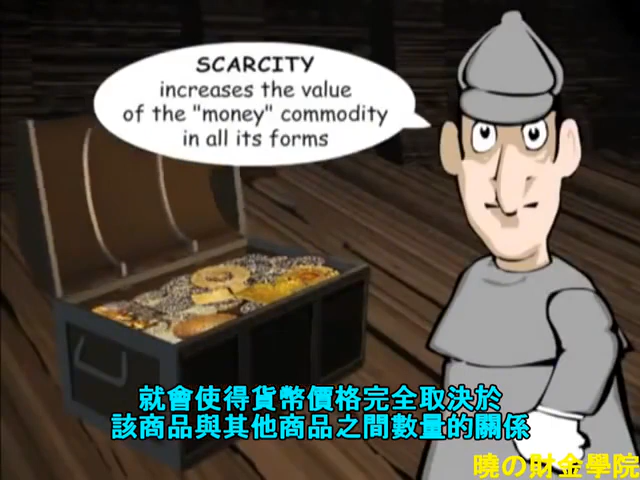 SCARCITY
increases the value
of the "money" commodity
in all its forms
就會使得貨幣價格完全取決於
該商品與其他商品之間數量的關係
曉の財金學院